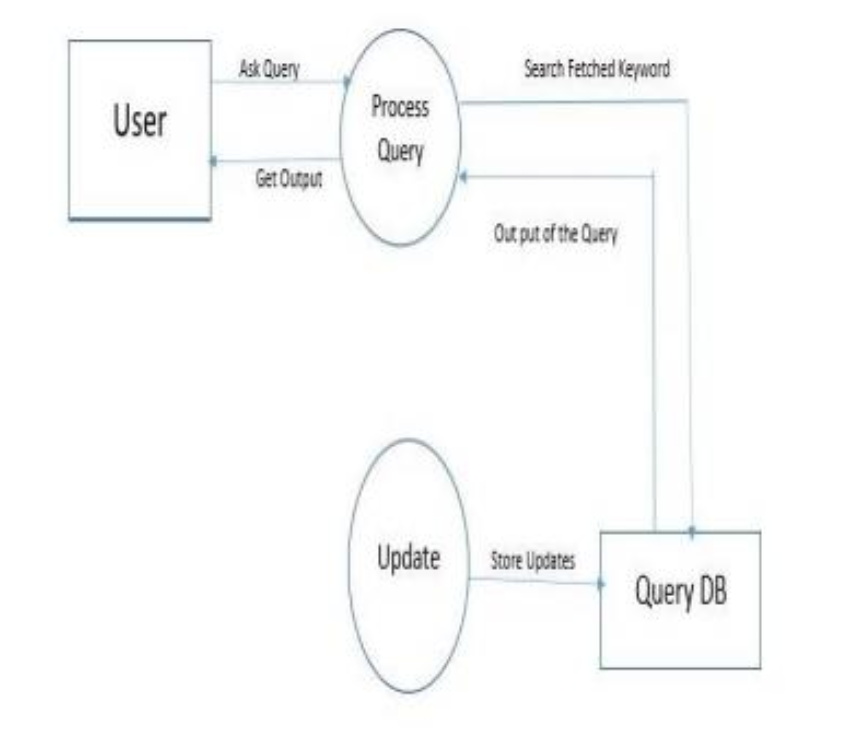 Ask Query
Search Fetched Keyword
User
Process
Query
Get Output
Out put of the Query
Update
Store Updates
Query DB